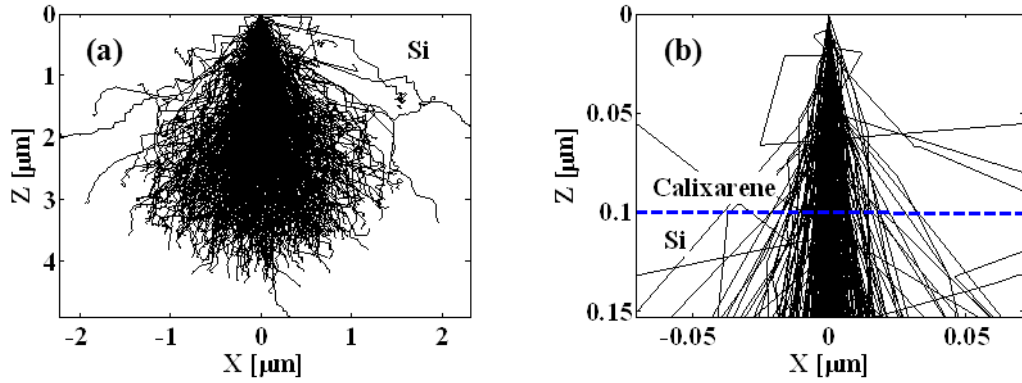 (a)
Si
0
1
2
3
4
Z [μm]
-2
-1
0
1
2
X [μm]
(b)
Calixarene
Si
0
0.05
0.1
0.15
Z [μm]
-0.05
0
0.05
X [μm]